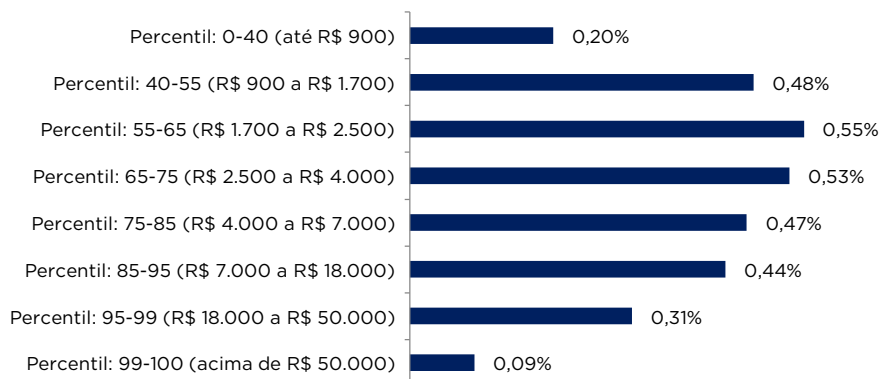 Percentil: 0-40 (até R$ 900) 0,20%
Percentil: 40-55 (R$ 900 a R$ 1.700) 0,48%
Percentil: 55-65 (R$ 1.700 a R$ 2.500) 0,55%
Percentil: 65-75 (R$ 2.500 a R$ 4.000) 0,53%
Percentil: 75-85 (R$ 4.000 a R$ 7.000) 0,47%
Percentil: 85-95 (R$ 7.000 a R$ 18.000) 0,44%
Percentil: 95-99 (R$ 18.000 a R$ 50.000) 0,31%
Percentil: 99-100 (acima de R$ 50.000) 0,09%